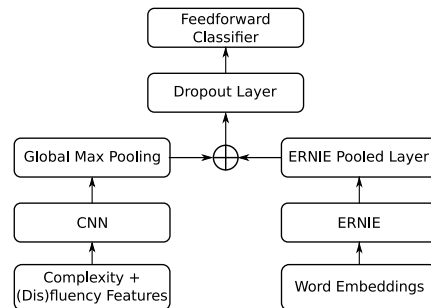 Feedforward
Classifier
Dropout Layer
Global Max Pooling
ERNIE Pooled Layer
CNN
ERNIE
Complexity +
(Dis)fluency Features
Word Embeddings